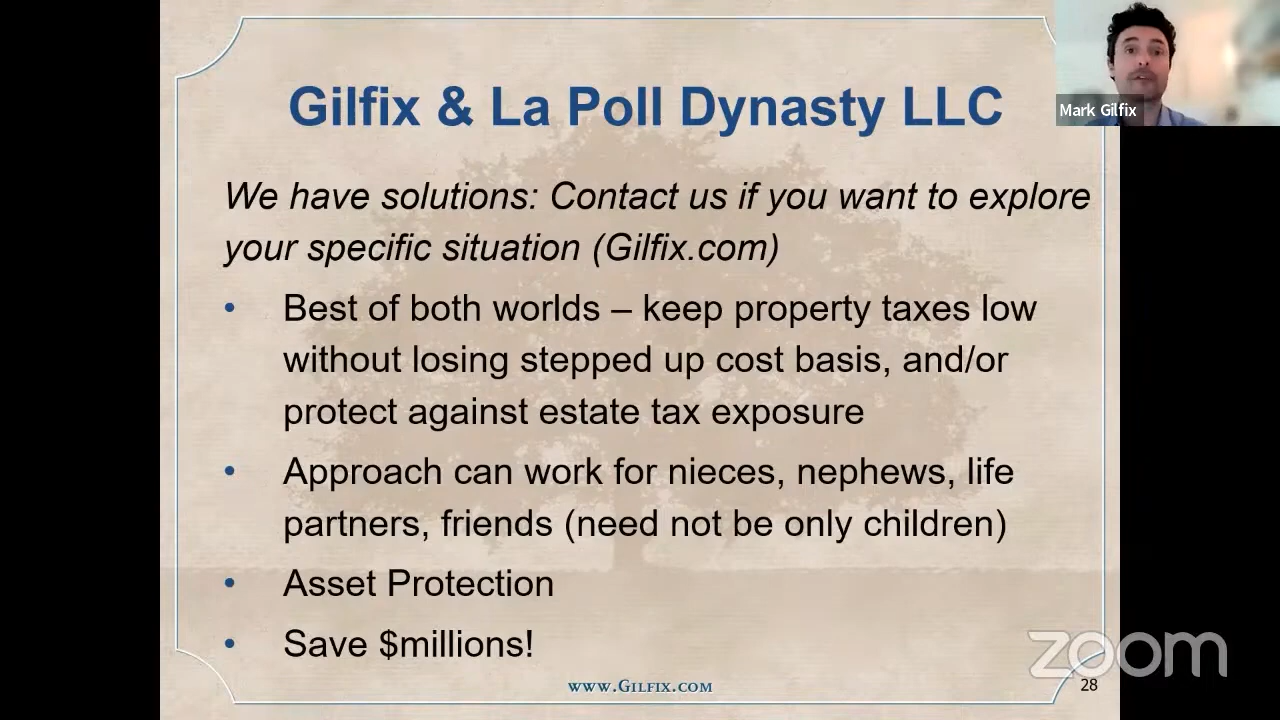 Gilfix & La Poll Dynasty LLC
Mark Gilfix
We have solutions: Contact us if you want to explore
your specific situation (Gilfix.com)
• Best of both worlds – keep property taxes low
without losing stepped up cost basis, and/or
protect against estate tax exposure
• Approach can work for nieces, nephews, life
partners, friends (need not be only children)
• Asset Protection
• Save $millions!
zoom
www.Gilfix.com
28